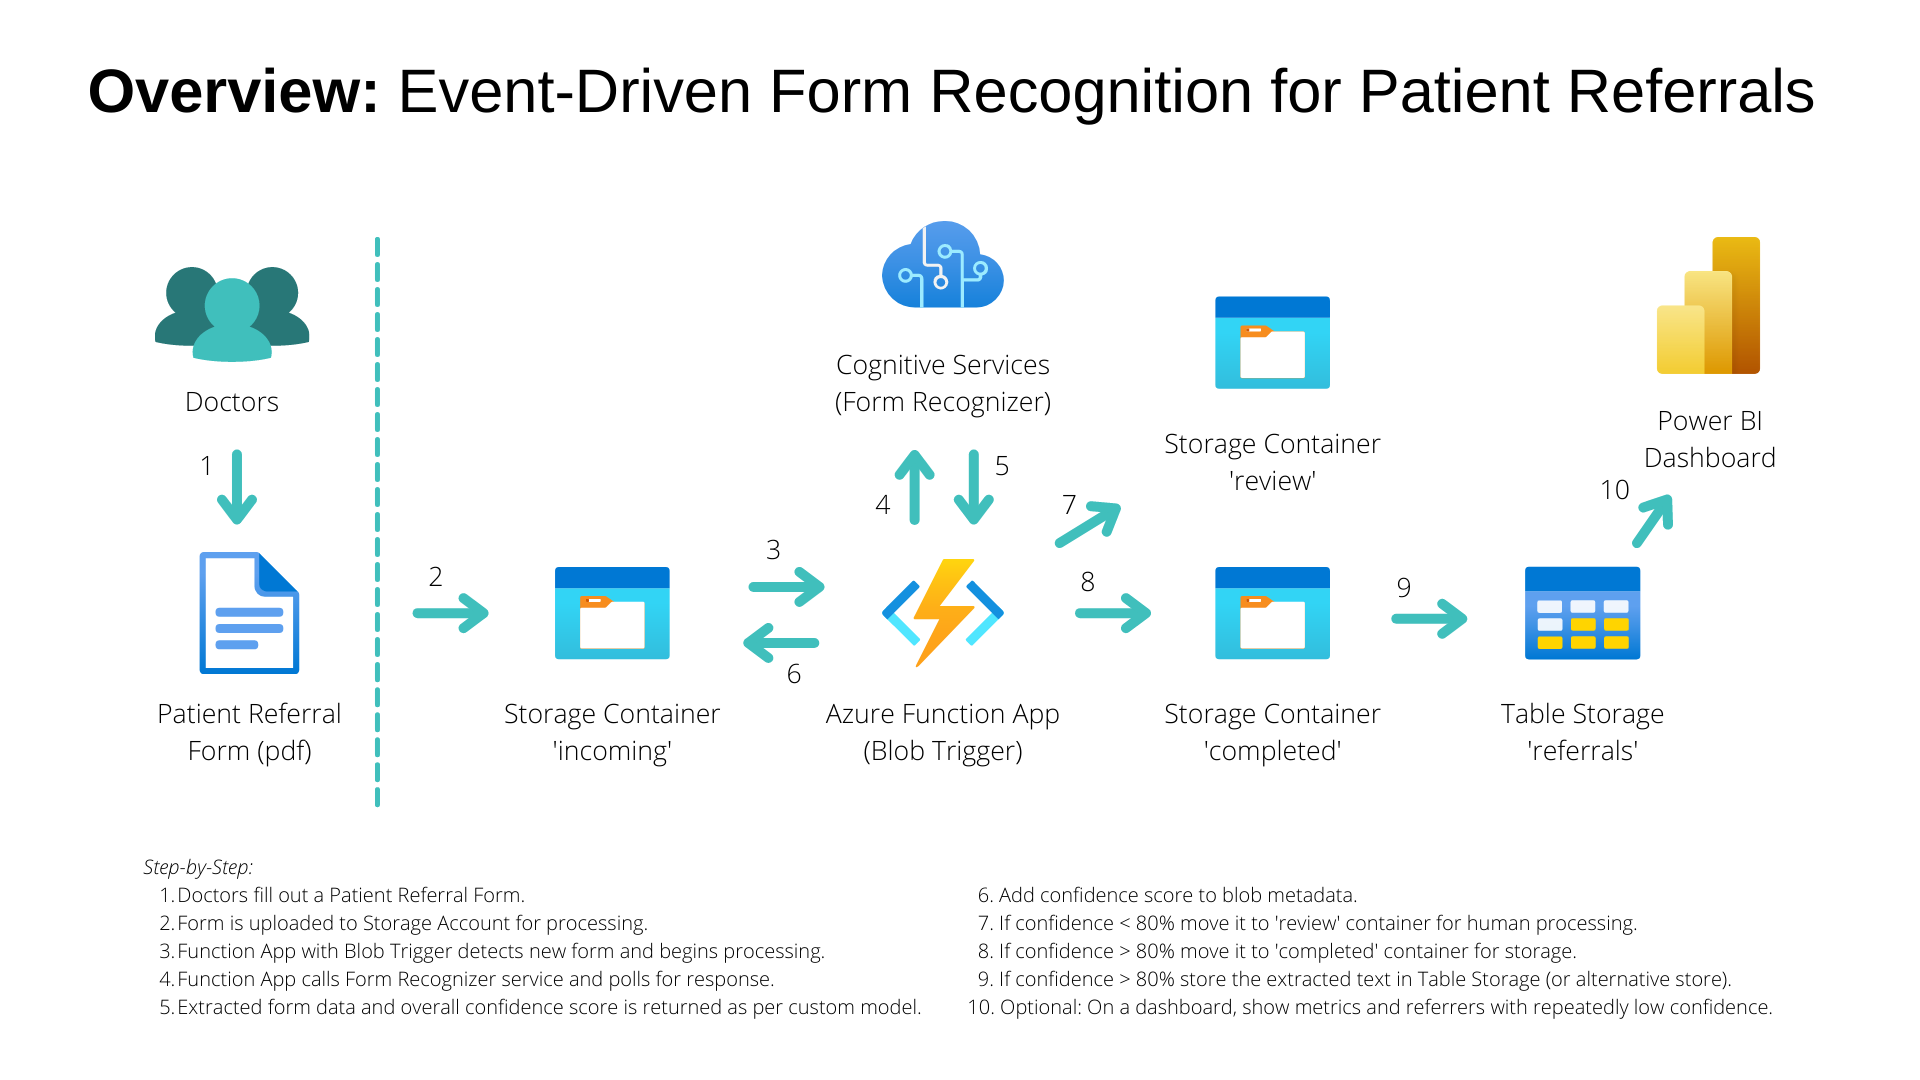 Overview: Event-Driven Form Recognition for Patient Referrals
Doctors
1
Patient Referral
Form (pdf)
2
Storage Container
'incoming'
3
6
Cognitive Services
(Form Recognizer)
4
5
Azure Function App
(Blob Trigger)
7
Storage Container
'review'
8
Storage Container
'completed'
9
Table Storage
'referrals'
10
Power BI
Dashboard
Step-by-Step:
1. Doctors fill out a Patient Referral Form.
2. Form is uploaded to Storage Account for processing.
3. Function App with Blob Trigger detects new form and begins processing.
4. Function App calls Form Recognizer service and polls for response.
5. Extracted form data and overall confidence score is returned as per custom model.
6. Add confidence score to blob metadata.
7. If confidence < 80% move it to 'review' container for human processing.
8. If confidence > 80% move it to 'completed' container for storage.
9. If confidence > 80% store the extracted text in Table Storage (or alternative store).
10. Optional: On a dashboard, show metrics and referrers with repeatedly low confidence.